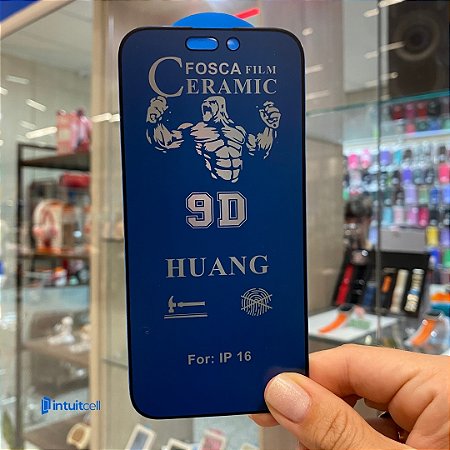 FOSCA FILM
CERAMIC
9D
HUANG
For: IP 16
intuitcell